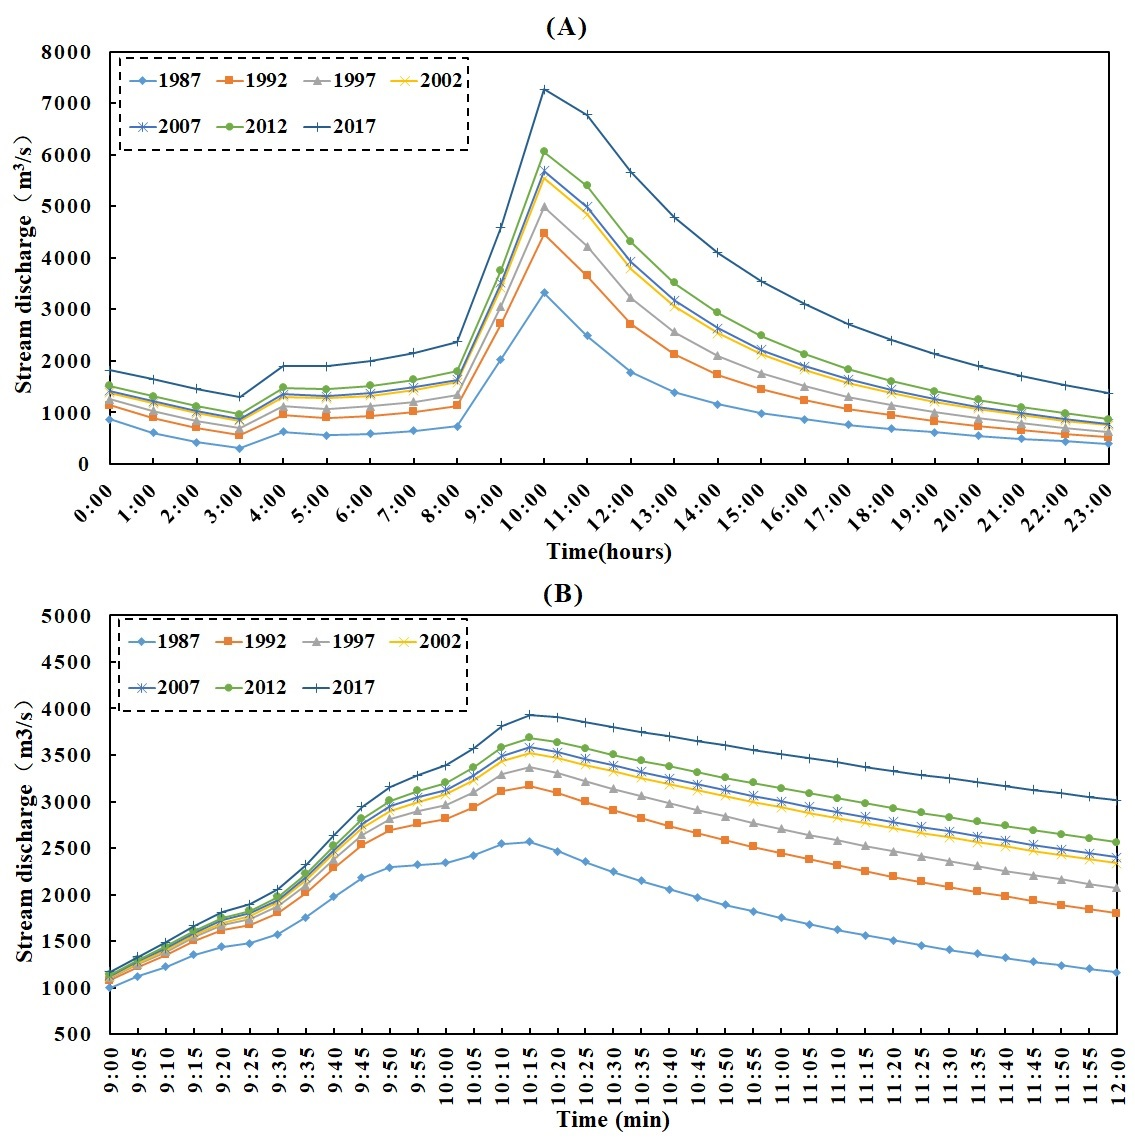 (A)
8000
7000
6000
5000
4000
3000
2000
1000
0
Stream discharge（m³/s）
1987 1992 1997 2002
2007 2012 2017
0:00 1:00 2:00 3:00 4:00 5:00 6:00 7:00 8:00 9:00 10:00 11:00 12:00 13:00 14:00 15:00 16:00 17:00 18:00 19:00 20:00 21:00 22:00 23:00
Time(hours)
(B)
5000
4500
4000
3500
3000
2500
2000
1500
1000
500
Stream discharge（m3/s）
1987 1992 1997 2002
2007 2012 2017
9:00 9:05 9:10 9:15 9:20 9:25 9:30 9:35 9:40 9:45 9:50 9:55 10:00 10:05 10:10 10:15 10:20 10:25 10:30 10:35 10:40 10:45 10:50 10:55 11:00 11:05 11:10 11:15 11:20 11:25 11:30 11:35 11:40 11:45 11:50 11:55 12:00
Time (min)